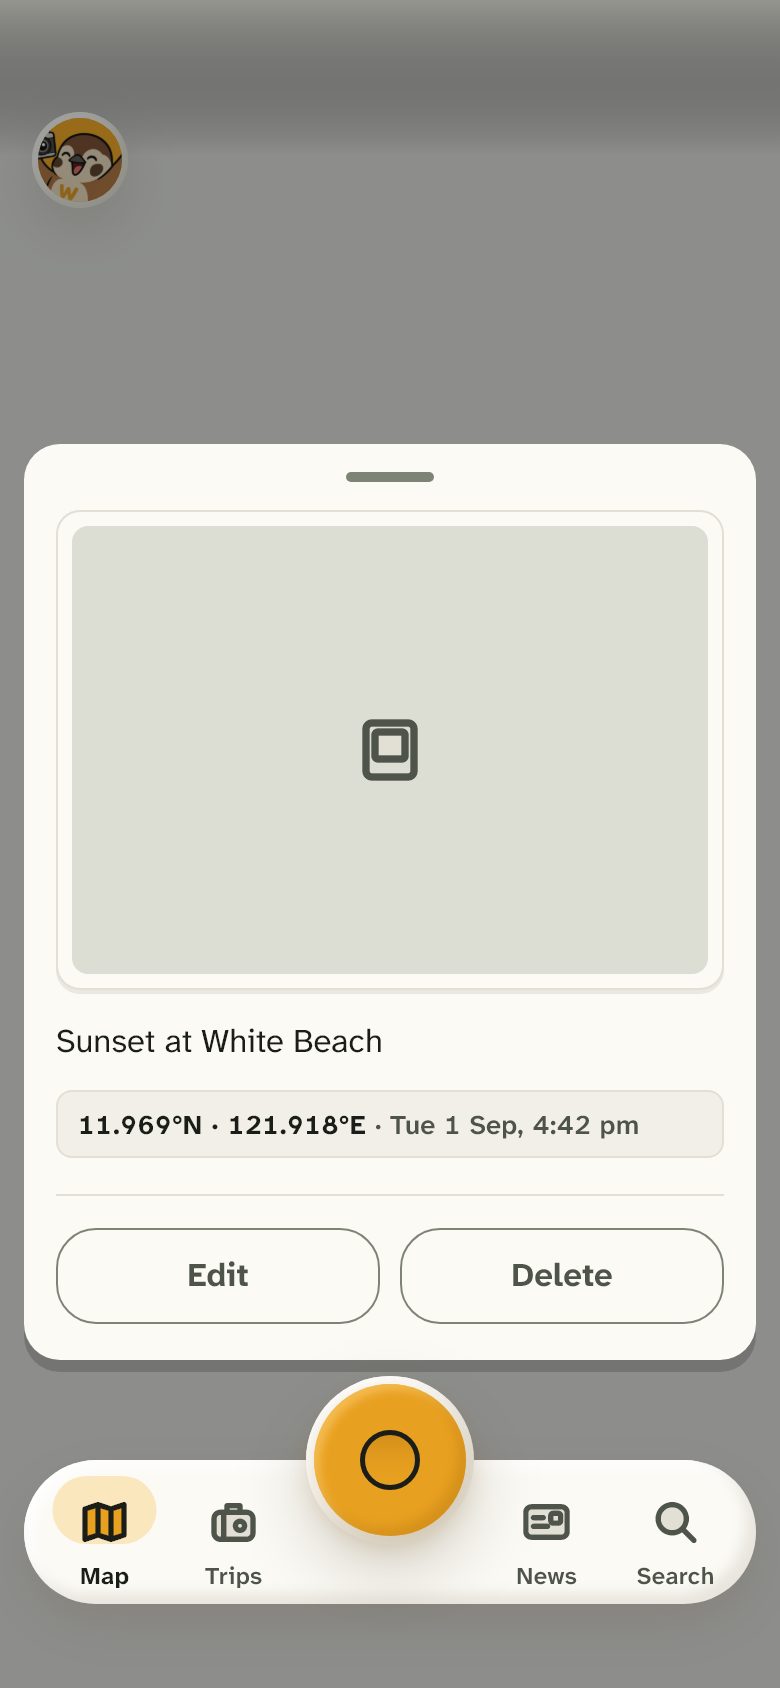 W
Sunset at White Beach
11.969°N · 121.918°E · Tue 1 Sep, 4:42 pm
Edit
Delete
Map
Trips
News
Search